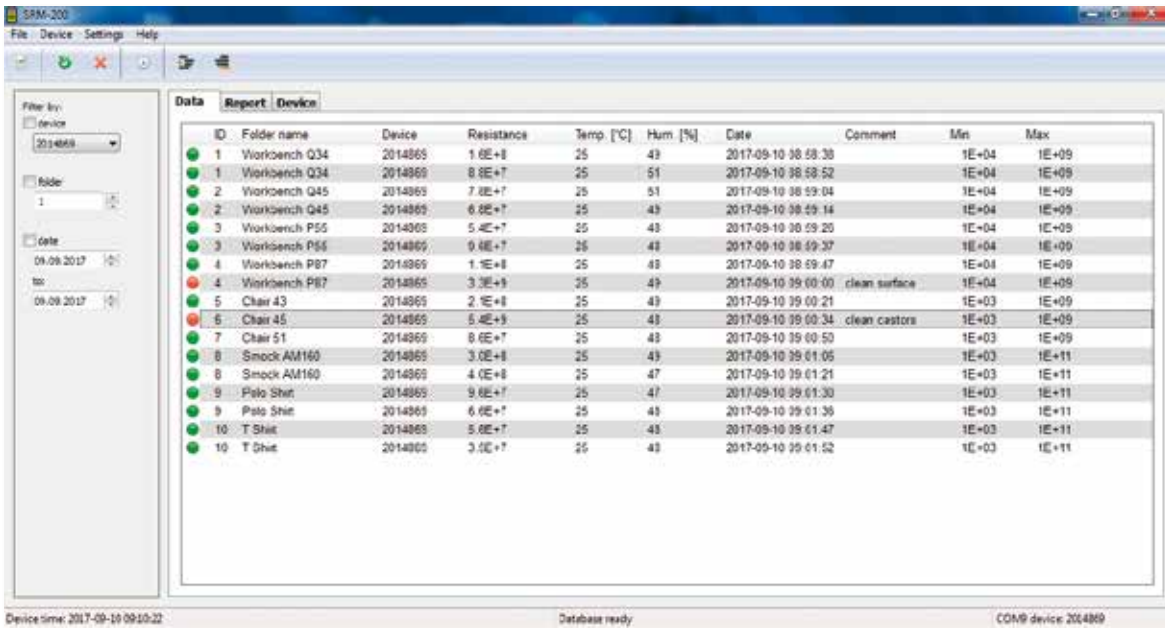 SRM-200
File Device Settings Help
Filter by:
device
2014869
folder
1
date
09.09.2017
to:
09.09.2017
Data Report Device
ID Folder name Device Resistance Temp. [°C] Hum. [%] Date Comment Min Max
1 Workbench Q34 2014869 1.6E+8 25 49 2017-09-10 08:58:38 1E+04 1E+09
1 Workbench Q34 2014869 8.8E+7 25 51 2017-09-10 08:58:52 1E+04 1E+09
2 Workbench Q45 2014869 7.8E+7 25 51 2017-09-10 08:59:04 1E+04 1E+09
2 Workbench Q45 2014869 6.8E+7 25 49 2017-09-10 08:59:14 1E+04 1E+09
3 Workbench P55 2014869 5.4E+7 25 48 2017-09-10 08:59:26 1E+04 1E+09
3 Workbench P55 2014869 9.6E+7 25 48 2017-09-10 08:59:37 1E+04 1E+09
4 Workbench P87 2014869 1.1E+8 25 49 2017-09-10 08:59:47 1E+04 1E+09
4 Workbench P87 2014869 3.3E+9 25 49 2017-09-10 09:00:00 clean surface 1E+04 1E+09
5 Chair 43 2014869 2.1E+8 25 49 2017-09-10 09:00:21 1E+03 1E+09
6 Chair 45 2014869 5.4E+9 25 48 2017-09-10 09:00:34 clean castors 1E+03 1E+09
7 Chair 51 2014869 8.6E+7 25 48 2017-09-10 09:00:50 1E+03 1E+09
8 Smock AM160 2014869 3.0E+8 25 49 2017-09-10 09:01:05 1E+03 1E+11
8 Smock AM160 2014869 4.0E+8 25 47 2017-09-10 09:01:21 1E+03 1E+11
9 Polo Shirt 2014869 9.6E+7 25 47 2017-09-10 09:01:30 1E+03 1E+11
9 Polo Shirt 2014869 6.6E+7 25 48 2017-09-10 09:01:36 1E+03 1E+11
10 T Shirt 2014869 5.6E+7 25 48 2017-09-10 09:01:47 1E+03 1E+11
10 T Shirt 2014869 25 48 2017-09-10 09:01:52 1E+03 1E+11
Device time: 2017-09-10 09:10:22 Database ready COM9 device: 2014869